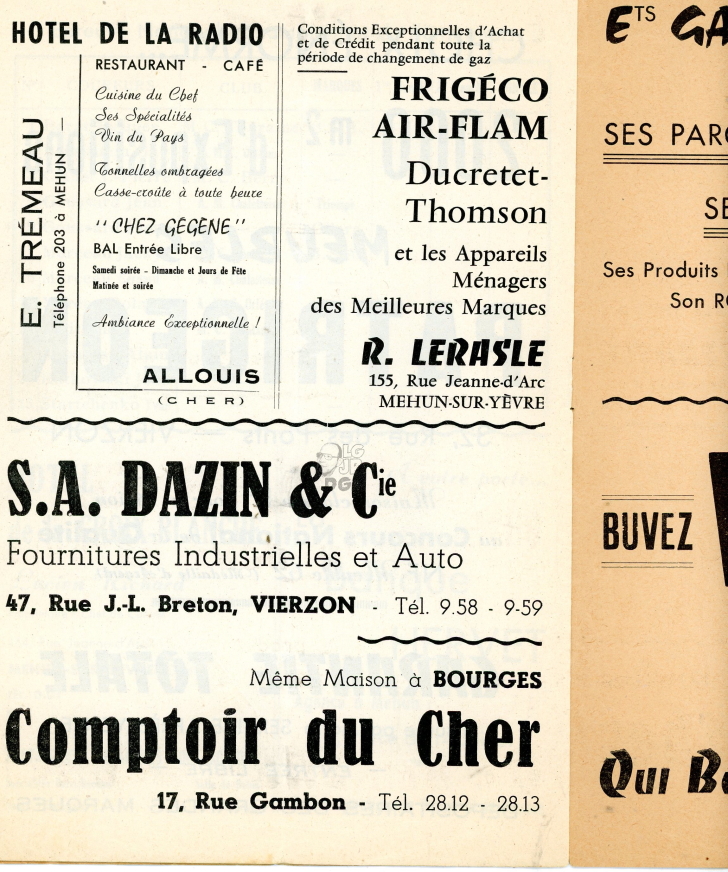 HOTEL DE LA RADIO
RESTAURANT - CAFÉ
E. TRÉMEAU
Téléphone 203 à MEHUN —
Cuisine du Chef
Ses Spécialités
Vin du Pays
Tonnelles ombragées
Casse-croûte à toute heure
"CHEZ GÉGÈNE"
BAL Entrée Libre
Samedi soirée - Dimanche et Jours de Fête
Matinée et soirée
Ambiance Exceptionnelle !
ALLOUIS
(CHER)
Conditions Exceptionnelles d'Achat
et de Crédit pendant toute la
période de changement de gaz
FRIGÉCO
AIR-FLAM
Ducretet-
Thomson
et les Appareils
Ménagers
des Meilleures Marques
R. LERASLE
155, Rue Jeanne-d'Arc
MEHUN-SUR-YÈVRE
S.A. DAZIN & Cie
Fournitures Industrielles et Auto
47, Rue J.-L. Breton, VIERZON - Tél. 9.58 - 9-59
Même Maison à BOURGES
Comptoir du Cher
17, Rue Gambon - Tél. 28.12 - 28.13
ETS GA
SES PARC
SE
Ses Produits
Son R
BUVEZ
Qui B